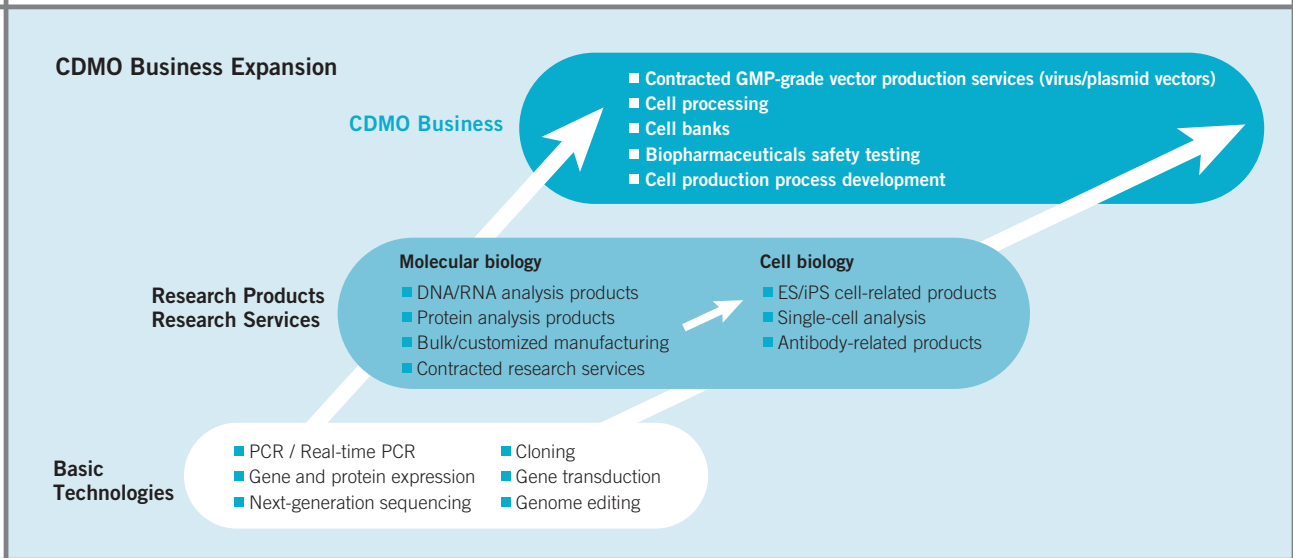 CDMO Business Expansion
CDMO Business
Contracted GMP-grade vector production services (virus/plasmid vectors)
Cell processing
Cell banks
Biopharmaceuticals safety testing
Cell production process development
Research Products
Research Services
Molecular biology
DNA/RNA analysis products
Protein analysis products
Bulk/customized manufacturing
Contracted research services
Cell biology
ES/iPS cell-related products
Single-cell analysis
Antibody-related products
Basic
Technologies
PCR / Real-time PCR
Gene and protein expression
Next-generation sequencing
Cloning
Gene transduction
Genome editing